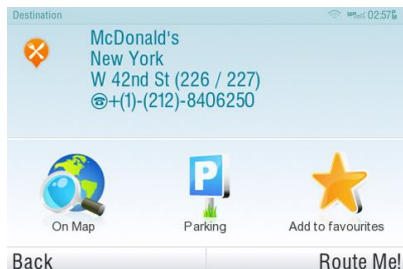 Destination
02:57
McDonald's
New York
W 42nd St (226 / 227)
☎+(1)-(212)-8406250
P
On Map
Parking
Add to favourites
Back
Route Me!